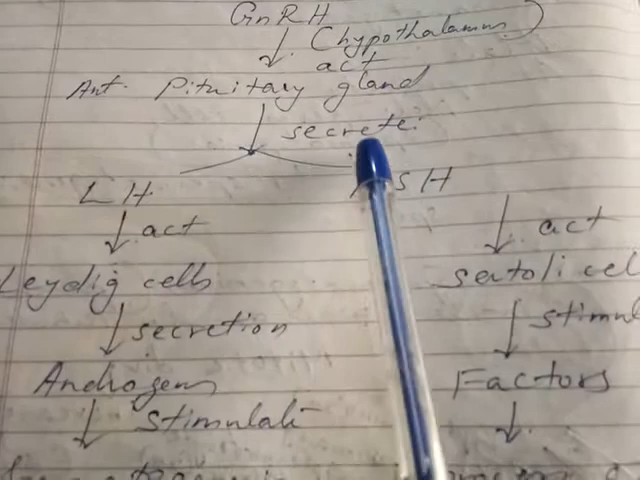 GnRH
(hypothalamus)
act
Ant. Pituitary gland
secrete
LH SH
act act
Leydig cells sertoli cel
secretion stimul
Androgens Factors
stimulati